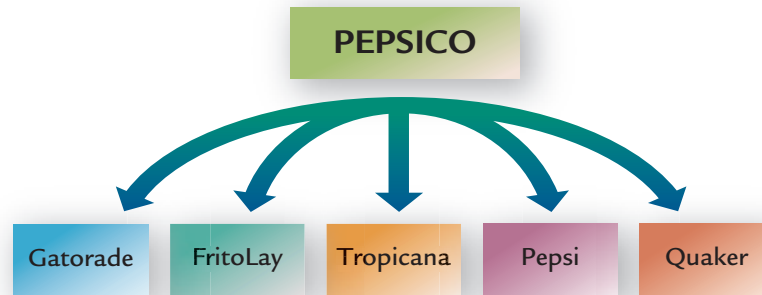 PEPSICO
Gatorade
FritoLay
Tropicana
Pepsi
Quaker